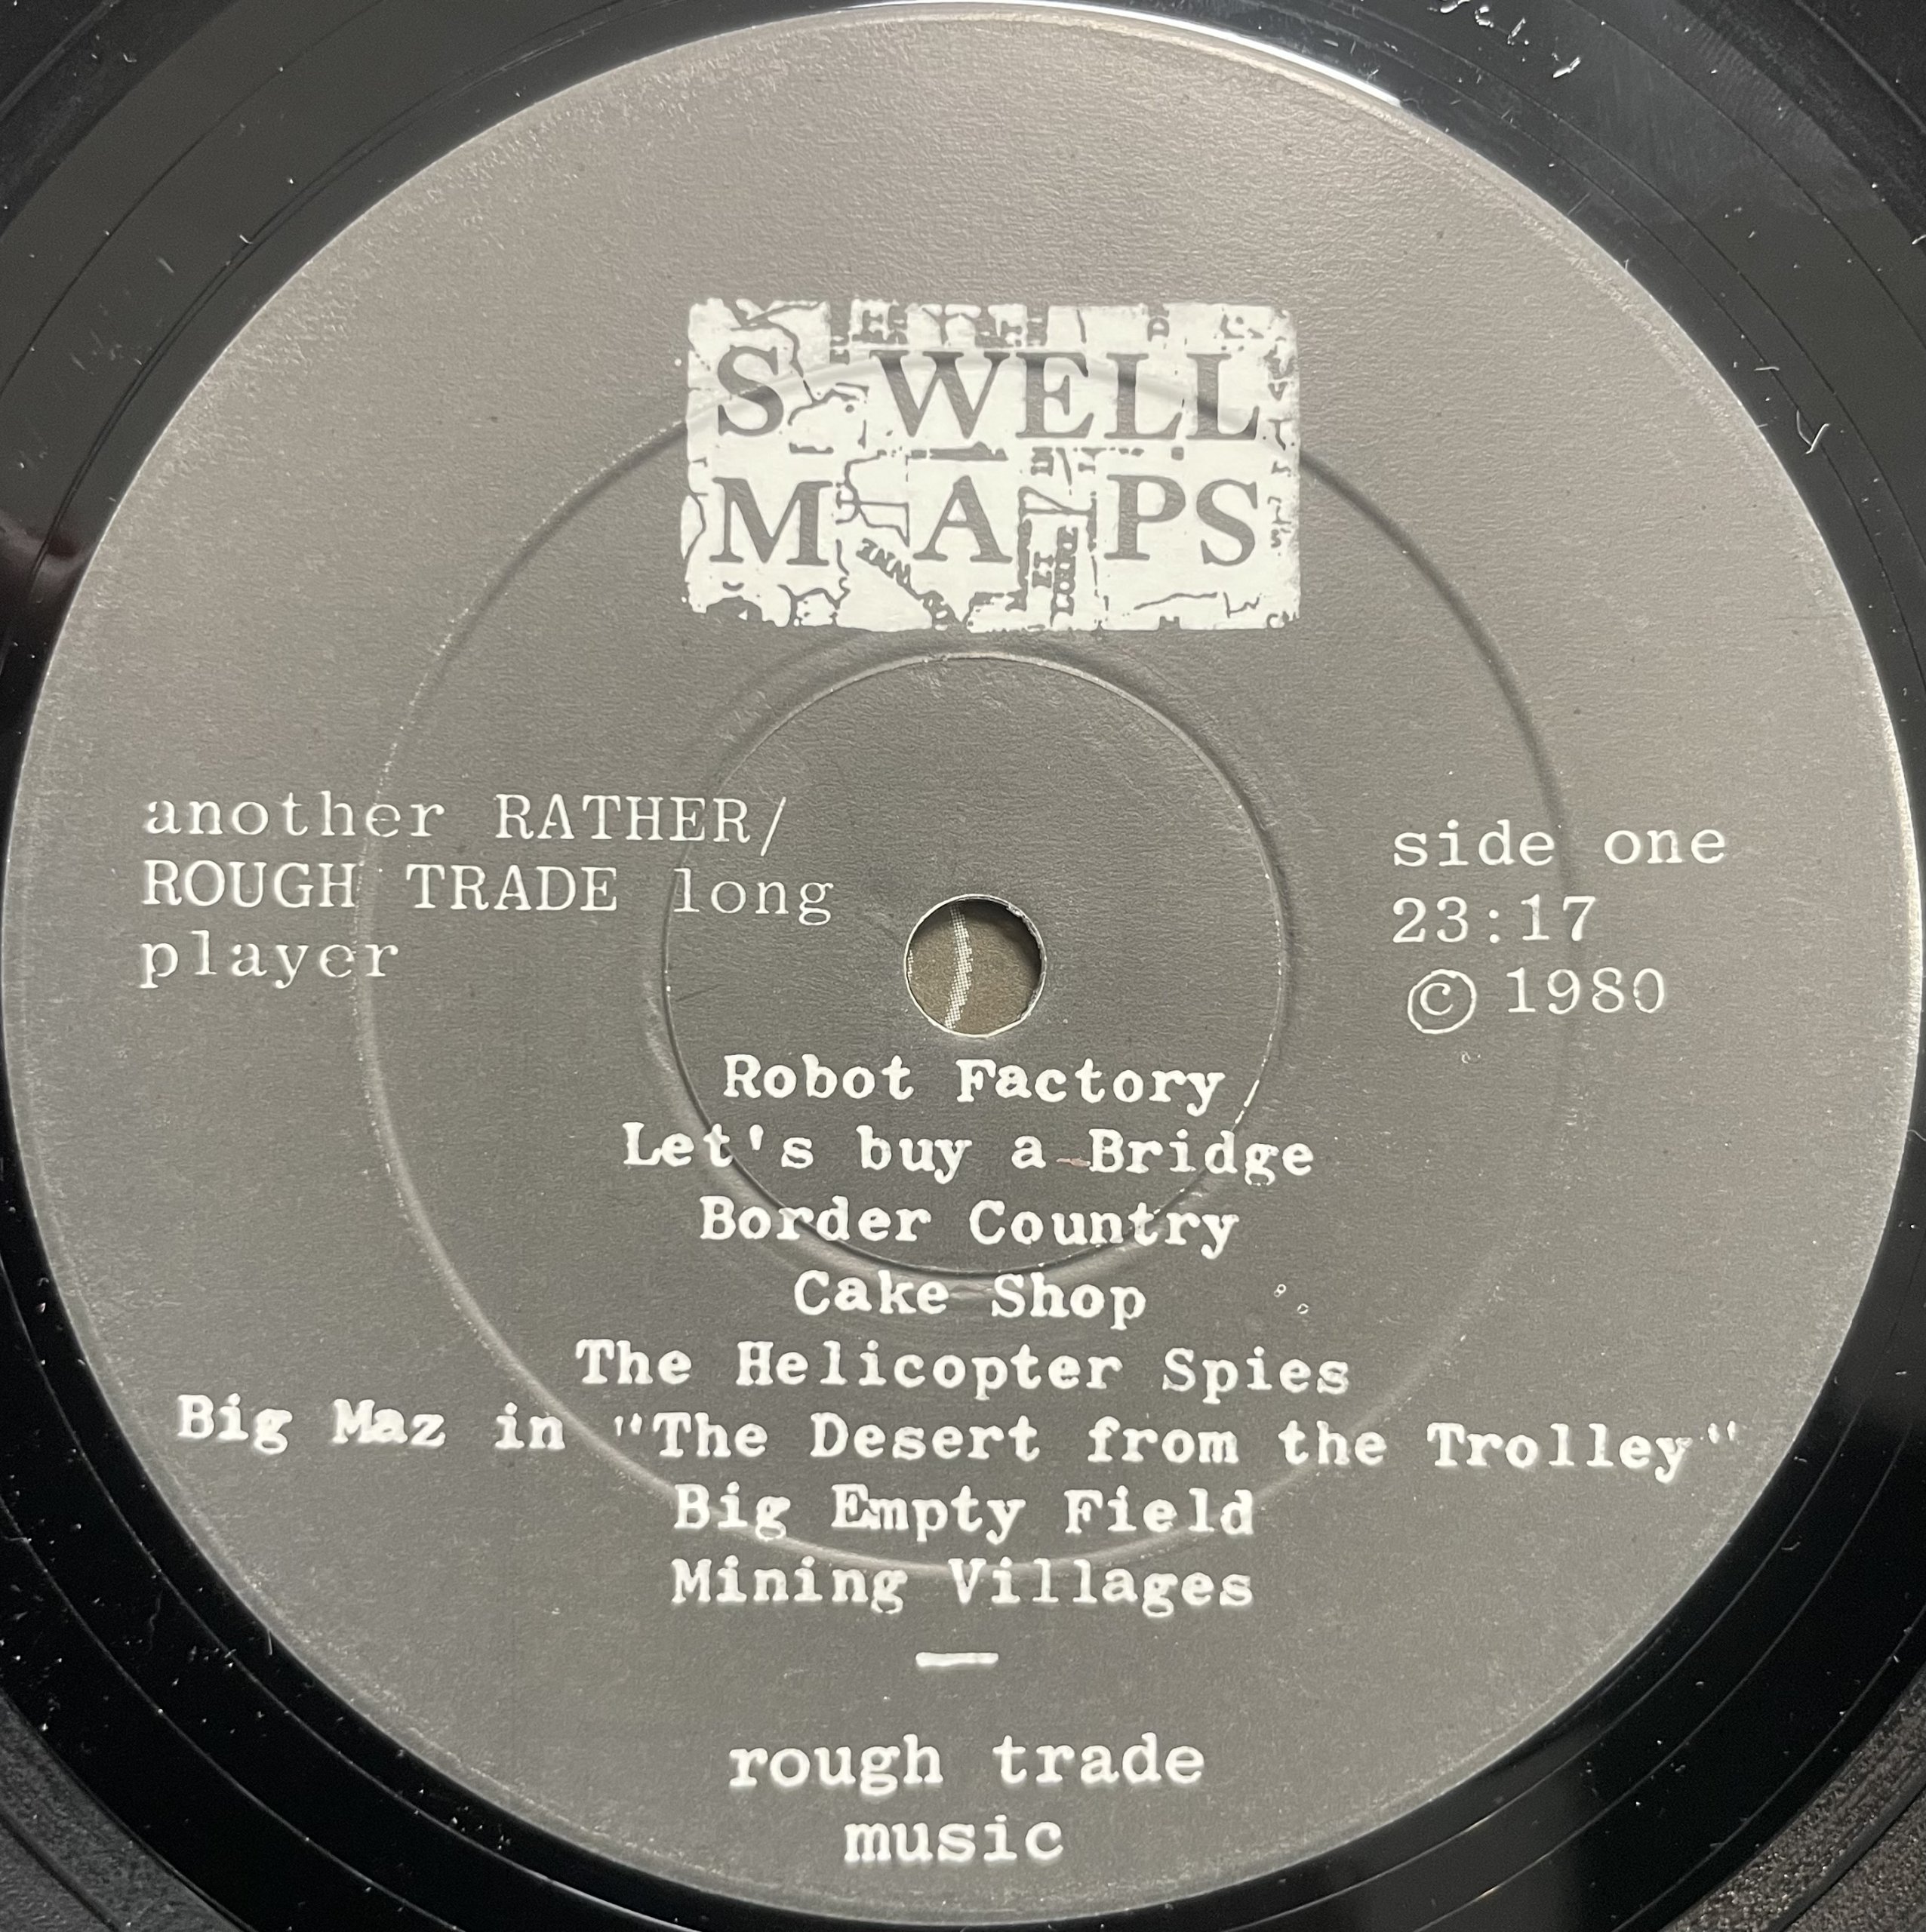 SWELL
MAPS
another RATHER/
ROUGH TRADE long
player
side one
23:17
© 1980
Robot Factory
Let's buy a Bridge
Border Country
Cake Shop
The Helicopter Spies
Big Maz in "The Desert from the Trolley"
Big Empty Field
Mining Villages
rough trade
music